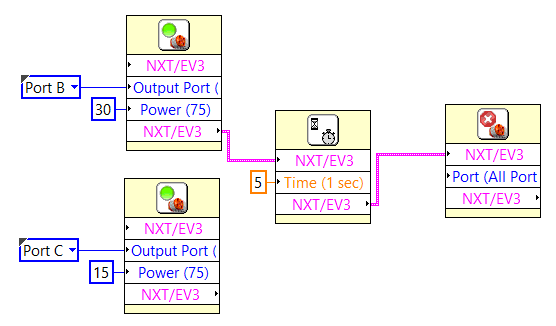 NXT/EV3
Port B
Output Port (
30
Power (75)
NXT/EV3
NXT/EV3
5
Time (1 sec)
NXT/EV3
NXT/EV3
Port (All Port
NXT/EV3
NXT/EV3
Port C
Output Port (
15
Power (75)
NXT/EV3